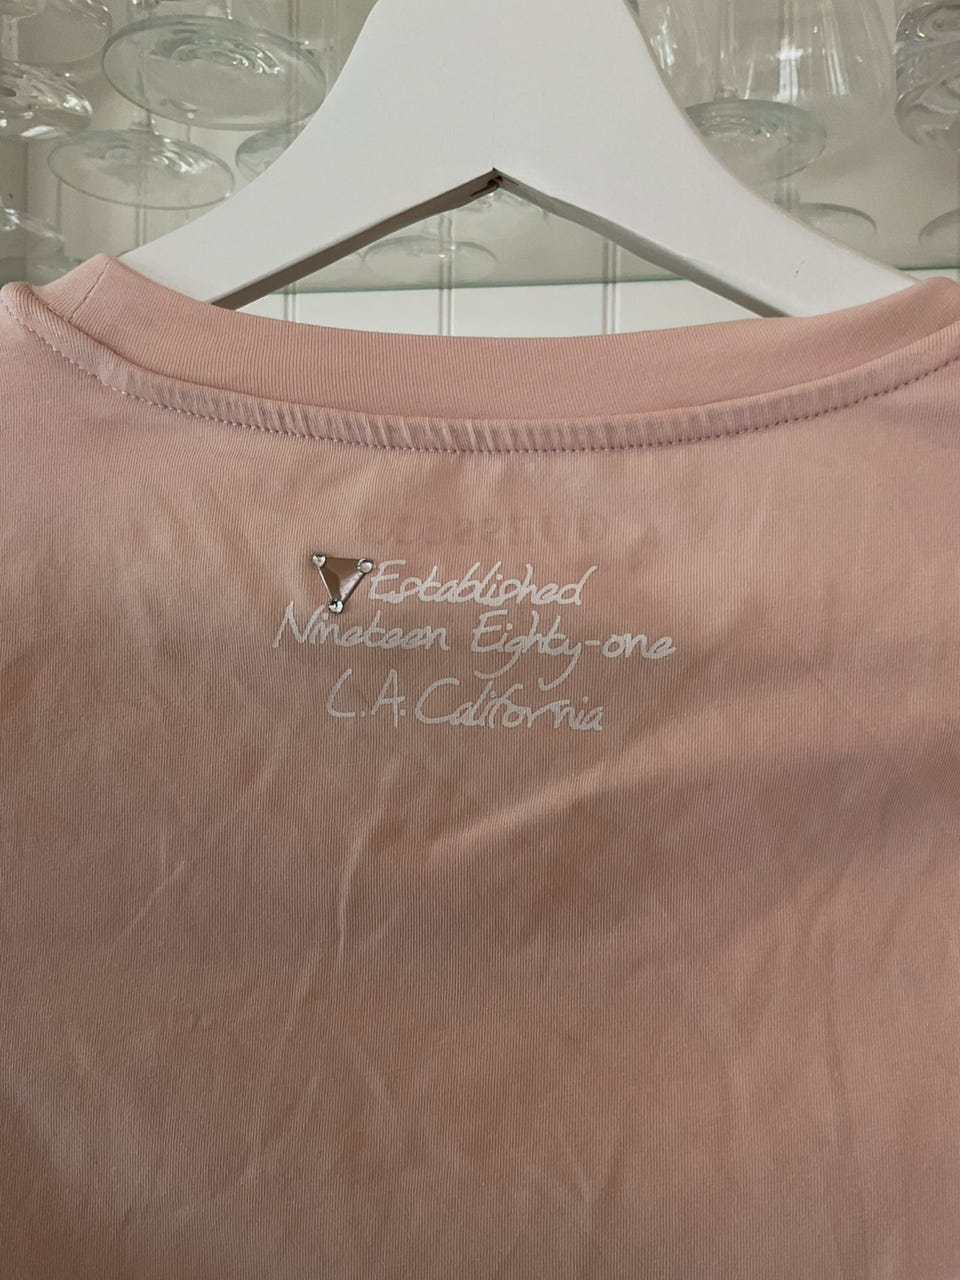 Established
Nineteen Eighty-one
L.A. California